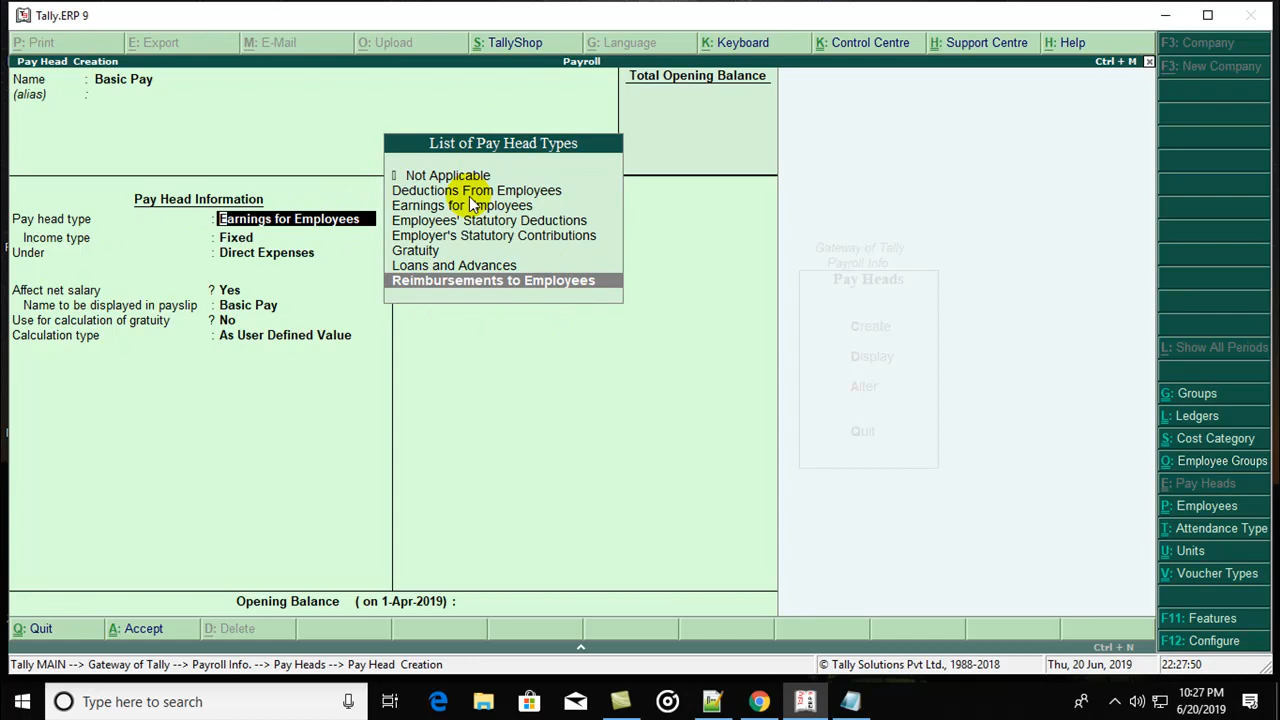 Tally.ERP 9
P: Print E: Export M: E-Mail O: Upload S: TallyShop G: Language K: Keyboard K: Control Centre H: Support Centre H: Help
F3: Company
F3: New Company
Pay Head Creation Payroll Ctrl + M
Name : Basic Pay
(alias) :
Total Opening Balance
List of Pay Head Types
Not Applicable
Deductions From Employees
Earnings for Employees
Employees' Statutory Deductions
Employer's Statutory Contributions
Gratuity
Loans and Advances
Reimbursements to Employees
Pay Head Information
Pay head type : Earnings for Employees
Income type : Fixed
Under : Direct Expenses
Affect net salary ? Yes
Name to be displayed in payslip : Basic Pay
Use for calculation of gratuity ? No
Calculation type : As User Defined Value
Gateway of Tally
Payroll Info
Pay Heads
Create
Display
Alter
Quit
L: Show All Periods
G: Groups
L: Ledgers
S: Cost Category
O: Employee Groups
E: Pay Heads
P: Employees
T: Attendance Type
U: Units
V: Voucher Types
F11: Features
F12: Configure
Opening Balance ( on 1-Apr-2019) :
Q: Quit A: Accept D: Delete
Ctrl + N
Tally MAIN --> Gateway of Tally --> Payroll Info. --> Pay Heads --> Pay Head Creation © Tally Solutions Pvt Ltd., 1988-2018 Thu, 20 Jun, 2019 22:27:50
Type here to search
10:27 PM
6/20/2019